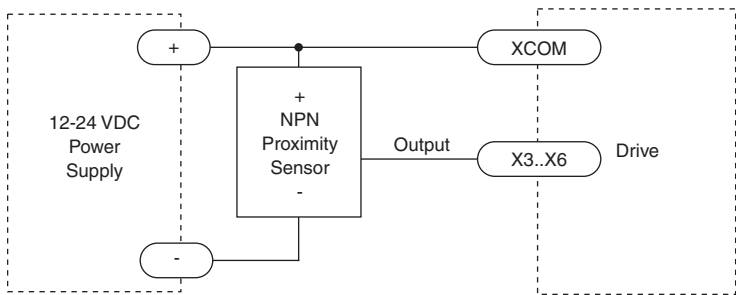 +
XCOM
12-24 VDC
Power
Supply
+
NPN
Proximity
Sensor
-
Output
X3..X6
Drive
-